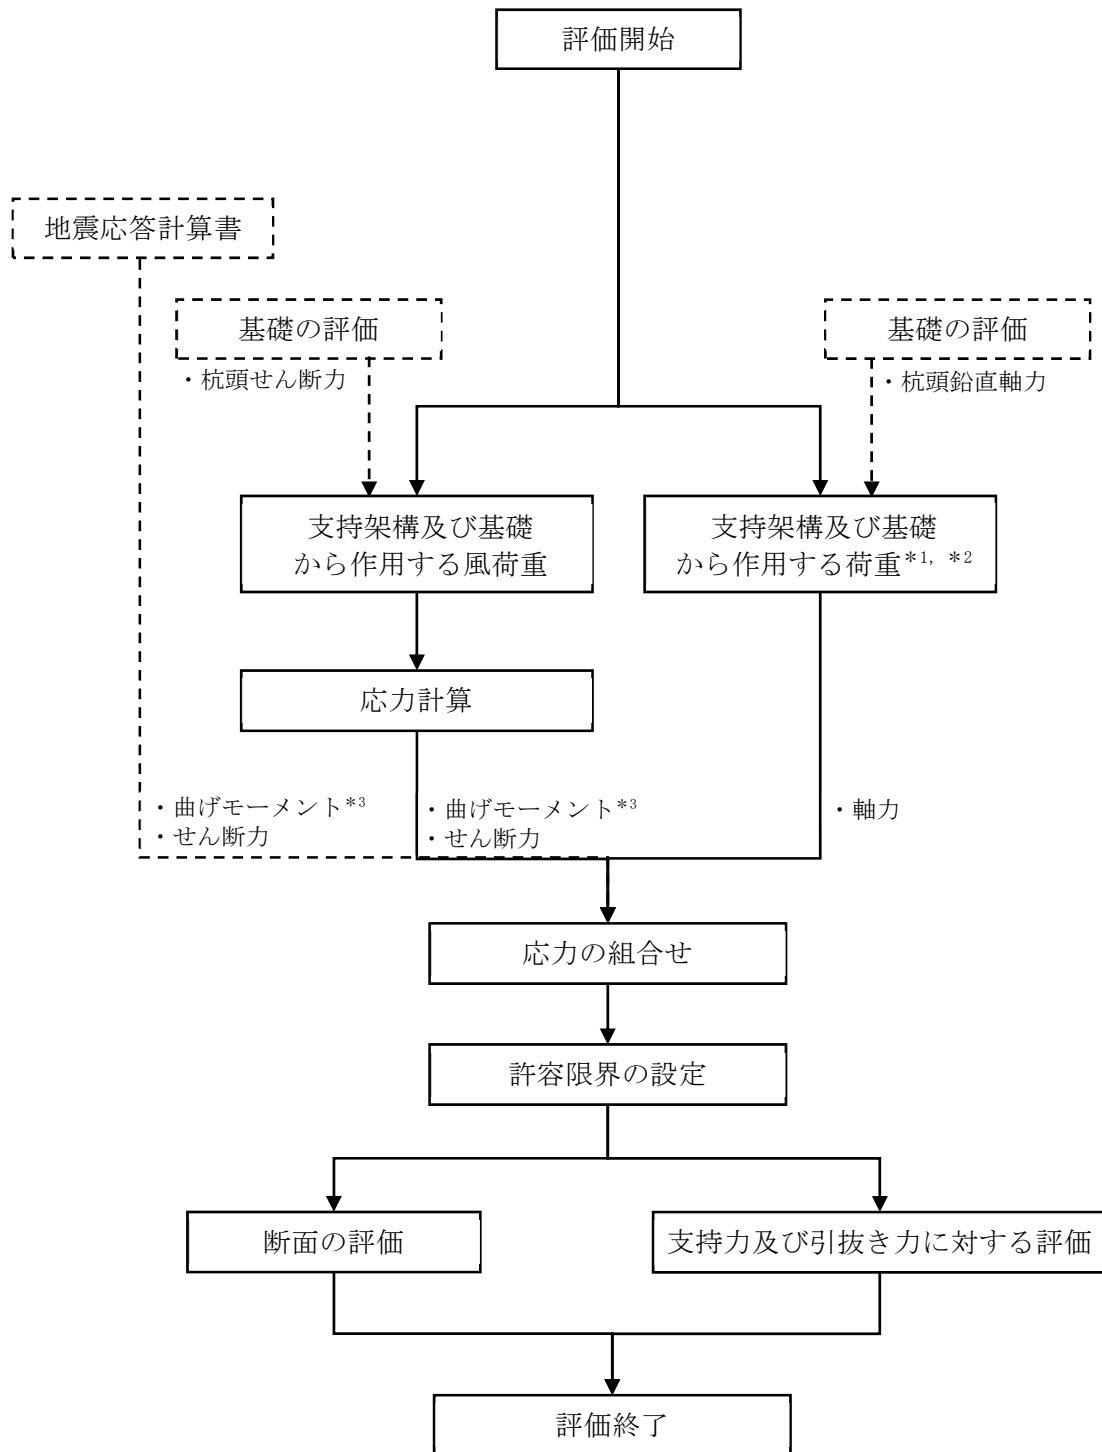 評価開始
地震応答計算書
基礎の評価
・杭頭せん断力
基礎の評価
・杭頭鉛直軸力
支持架構及び基礎
から作用する風荷重
支持架構及び基礎
から作用する荷重*1, *2
応力計算
・曲げモーメント*3
・せん断力
・曲げモーメント*3
・せん断力
・軸力
応力の組合せ
許容限界の設定
断面の評価
支持力及び引抜き力に対する評価
評価終了